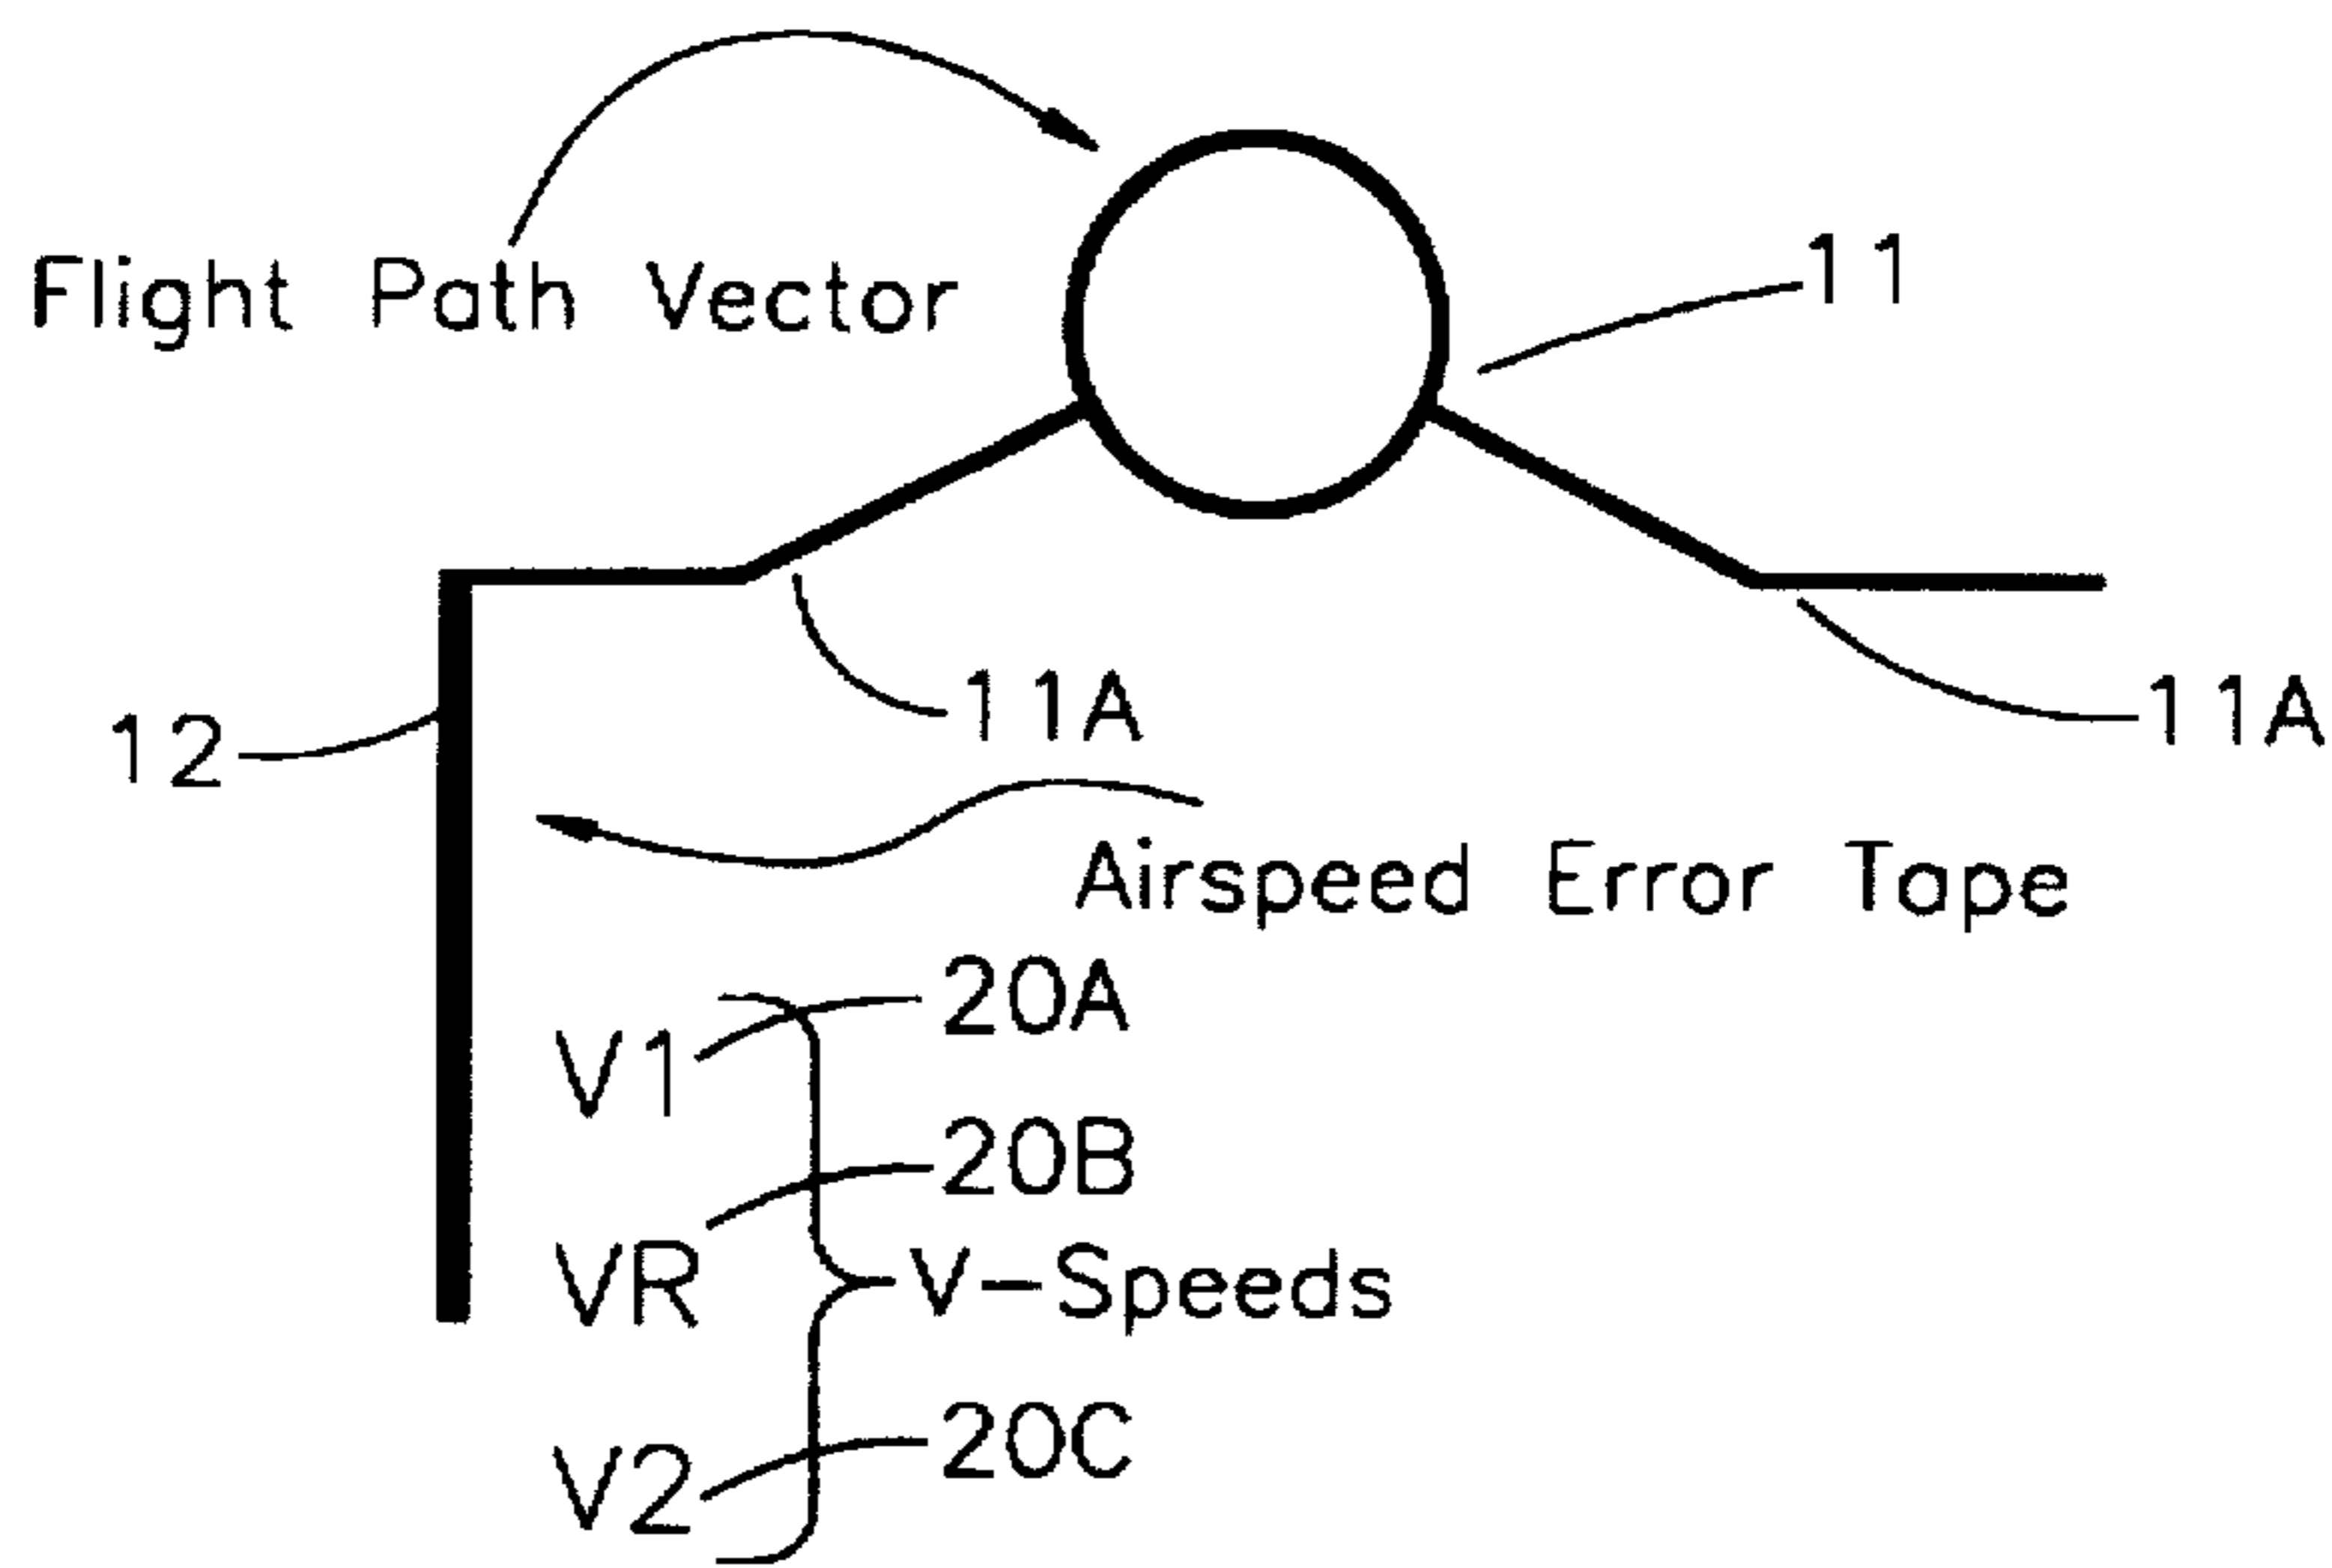 Flight Path Vector
11
11A
11A
12
Airspeed Error Tape
20A
V1
20B
VR
V-Speeds
20C
V2